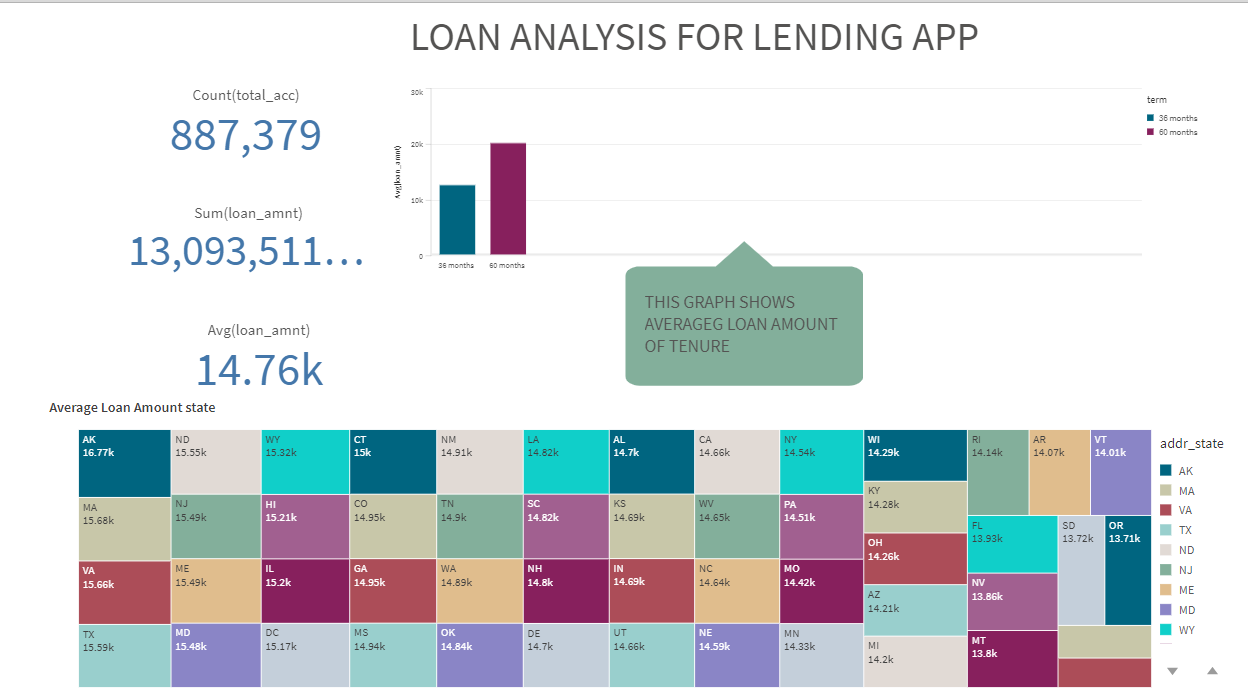 LOAN ANALYSIS FOR LENDING APP
Count(total_acc)
887,379
Sum(loan_amnt)
13,093,511...
Avg(loan_amnt)
14.76k
Avg(loan_amnt)
30k
20k
10k
0
36 months
60 months
term
36 months
60 months
THIS GRAPH SHOWS
AVERAGEG LOAN AMOUNT
OF TENURE
Average Loan Amount state
AK
16.77k
MA
15.68k
VA
15.66k
TX
15.59k
ND
15.55k
NJ
15.49k
ME
15.49k
MD
15.48k
WY
15.32k
HI
15.21k
IL
15.2k
DC
15.17k
CT
15k
CO
14.95k
GA
14.95k
MS
14.94k
NM
14.91k
TN
14.9k
WA
14.89k
OK
14.84k
LA
14.82k
SC
14.82k
NH
14.8k
DE
14.7k
AL
14.7k
KS
14.69k
IN
14.69k
UT
14.66k
CA
14.66k
WV
14.65k
NC
14.64k
NE
14.59k
NY
14.54k
PA
14.51k
MO
14.42k
MN
14.33k
WI
14.29k
KY
14.28k
OH
14.26k
AZ
14.21k
MI
14.2k
RI
14.14k
AR
14.07k
VT
14.01k
FL
13.93k
NV
13.86k
MT
13.8k
SD
13.72k
OR
13.71k
addr_state
AK
MA
VA
TX
ND
NJ
ME
MD
WY